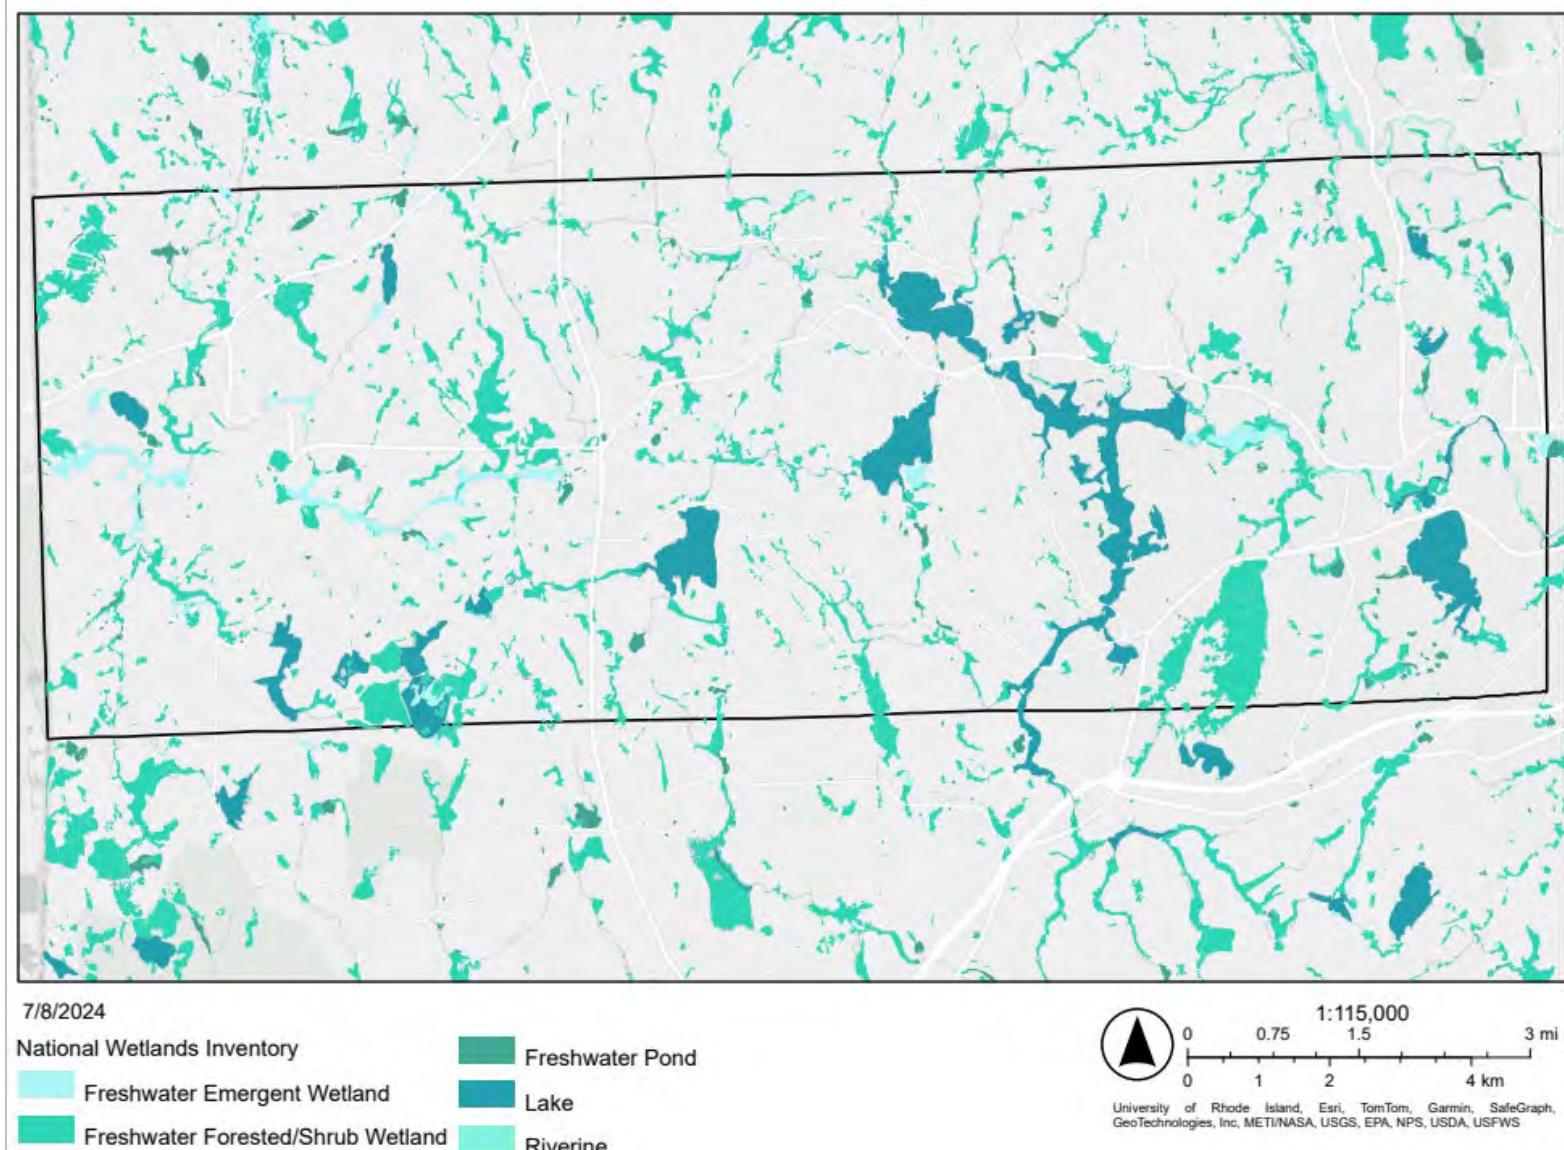 7/8/2024
National Wetlands Inventory
Freshwater Emergent Wetland
Freshwater Forested/Shrub Wetland
Freshwater Pond
Lake
Riverine
1:115,000
0 0.75 1.5 3 mi
0 1 2 4 km
University of Rhode Island, Esri, TomTom, Garmin, SafeGraph,
GeoTechnologies, Inc, METI/NASA, USGS, EPA, NPS, USDA, USFWS